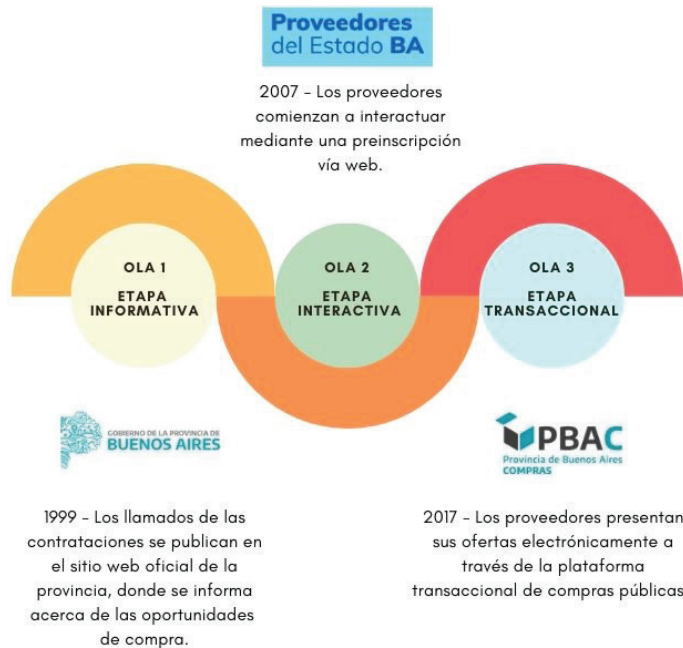 Proveedores
del Estado BA
2007 - Los proveedores
comienzan a interactuar
mediante una preinscripción
vía web.
OLA 1
ETAPA
INFORMATIVA
OLA 2
ETAPA
INTERACTIVA
OLA 3
ETAPA
TRANSACCIONAL
GOBIERNO DE LA PROVINCIA DE
BUENOS AIRES
PBAC
Provincia de Buenos Aires
COMPRAS
1999 - Los llamados de las
contrataciones se publican en
el sitio web oficial de la
provincia, donde se informa
acerca de las oportunidades
de compra.
2017 - Los proveedores presentan
sus ofertas electrónicamente a
través de la plataforma
transaccional de compras públicas